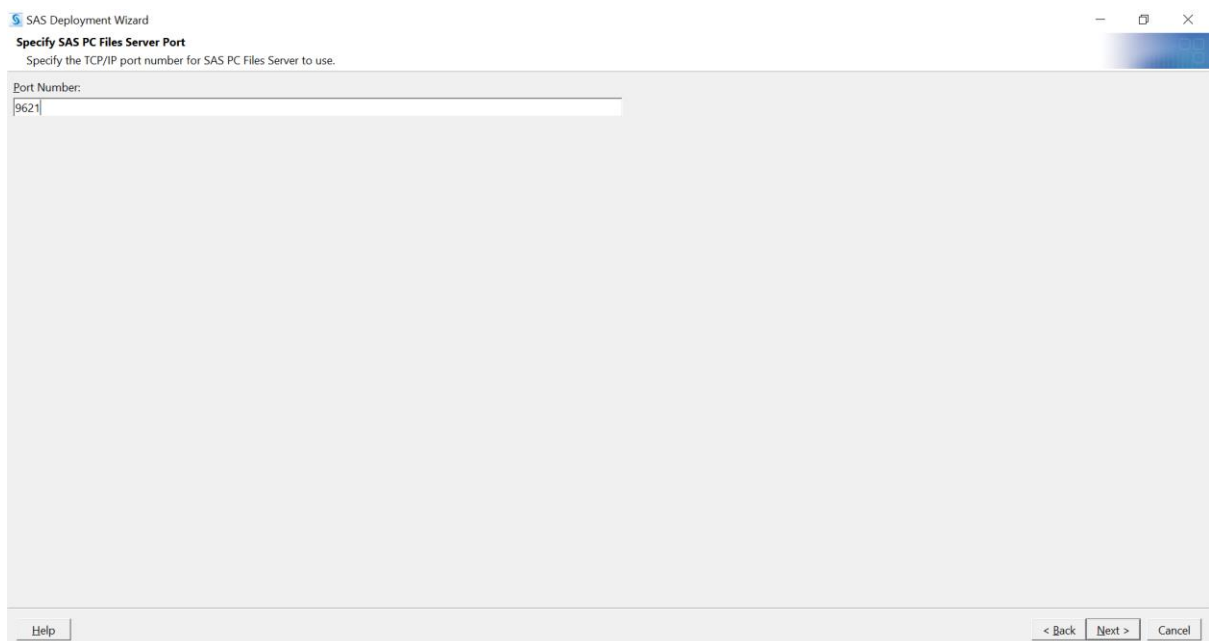 SAS Deployment Wizard
Specify SAS PC Files Server Port
Specify the TCP/IP port number for SAS PC Files Server to use.
Port Number:
9621
Help
< Back
Next >
Cancel